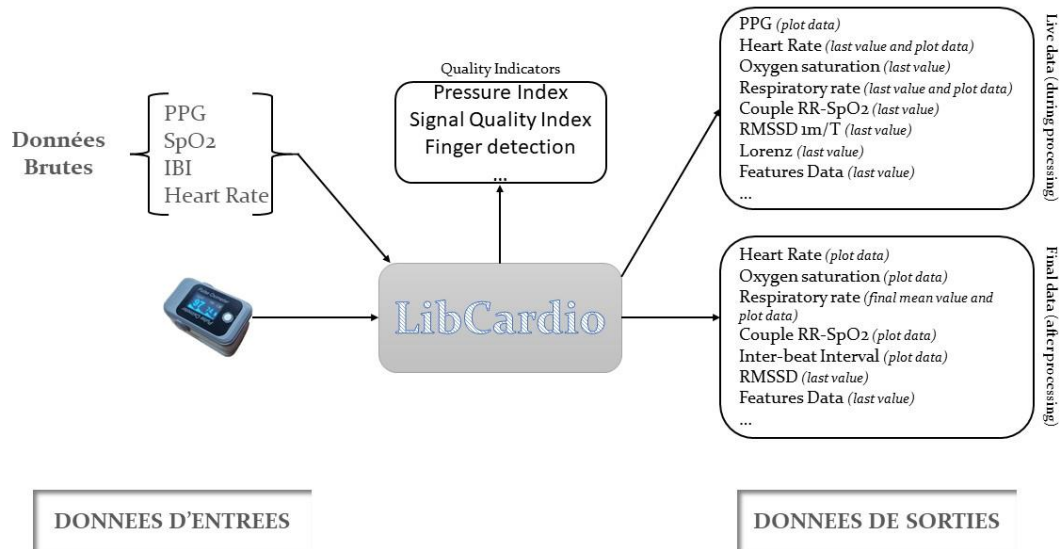 Données
Brutes
PPG
SpO2
IBI
Heart Rate
Quality Indicators
Pressure Index
Signal Quality Index
Finger detection
...
LibCardio
PPG (plot data)
Heart Rate (last value and plot data)
Oxygen saturation (last value)
Respiratory rate (last value and plot data)
Couple RR-SpO2 (last value)
RMSSD 1m/T (last value)
Lorenz (last value)
Features Data (last value)
...
Live data (during processing)
Heart Rate (plot data)
Oxygen saturation (plot data)
Respiratory rate (final mean value and
plot data)
Couple RR-SpO2 (plot data)
Inter-beat Interval (plot data)
RMSSD (last value)
Features Data (last value)
...
Final data (afterprocessing)
DONNEES D'ENTREES
DONNEES DE SORTIES